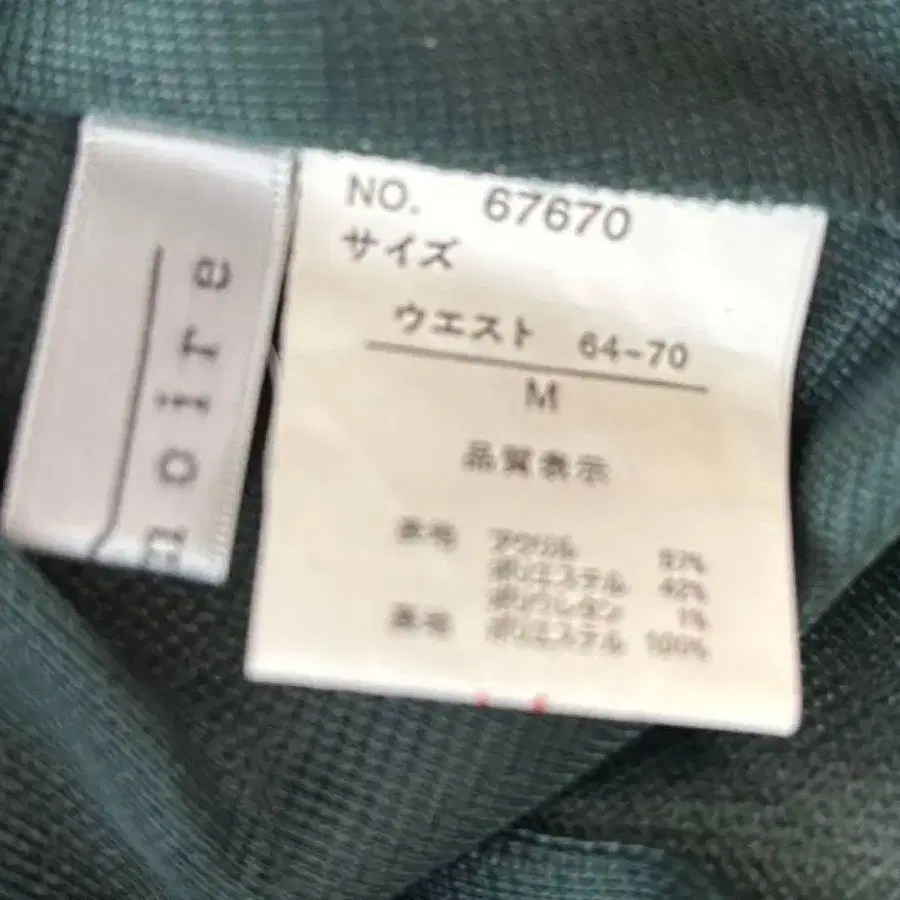 oire
NO. 67670
サイズ
ウエスト 64-70
M
品質表示
表地 アクリル 57%
ポリエステル 42%
ポリウレタン 1%
裏地 ポリエステル 100%